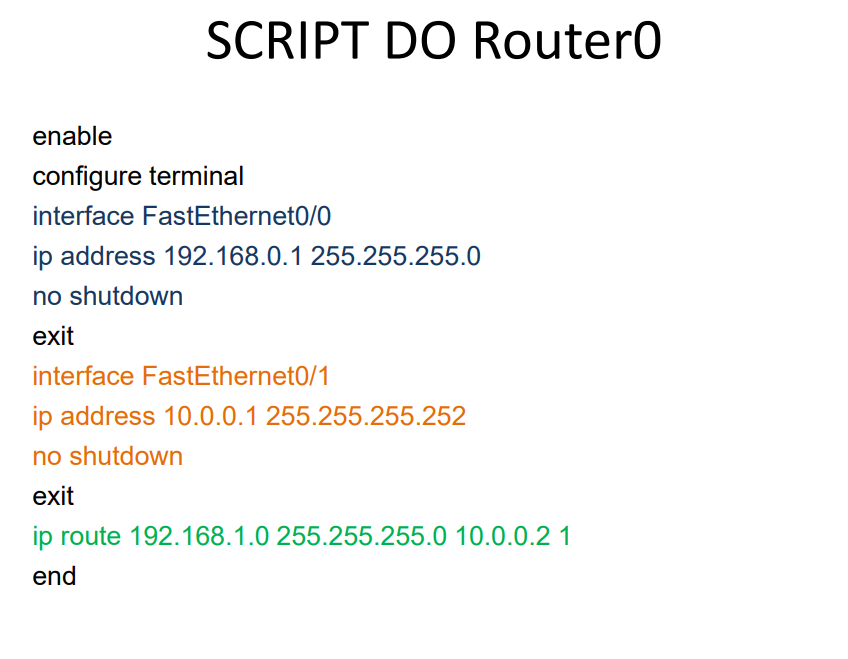 SCRIPT DO Router0
enable
configure terminal
interface FastEthernet0/0
ip address 192.168.0.1 255.255.255.0
no shutdown
exit
interface FastEthernet0/1
ip address 10.0.0.1 255.255.255.252
no shutdown
exit
ip route 192.168.1.0 255.255.255.0 10.0.0.2 1
end